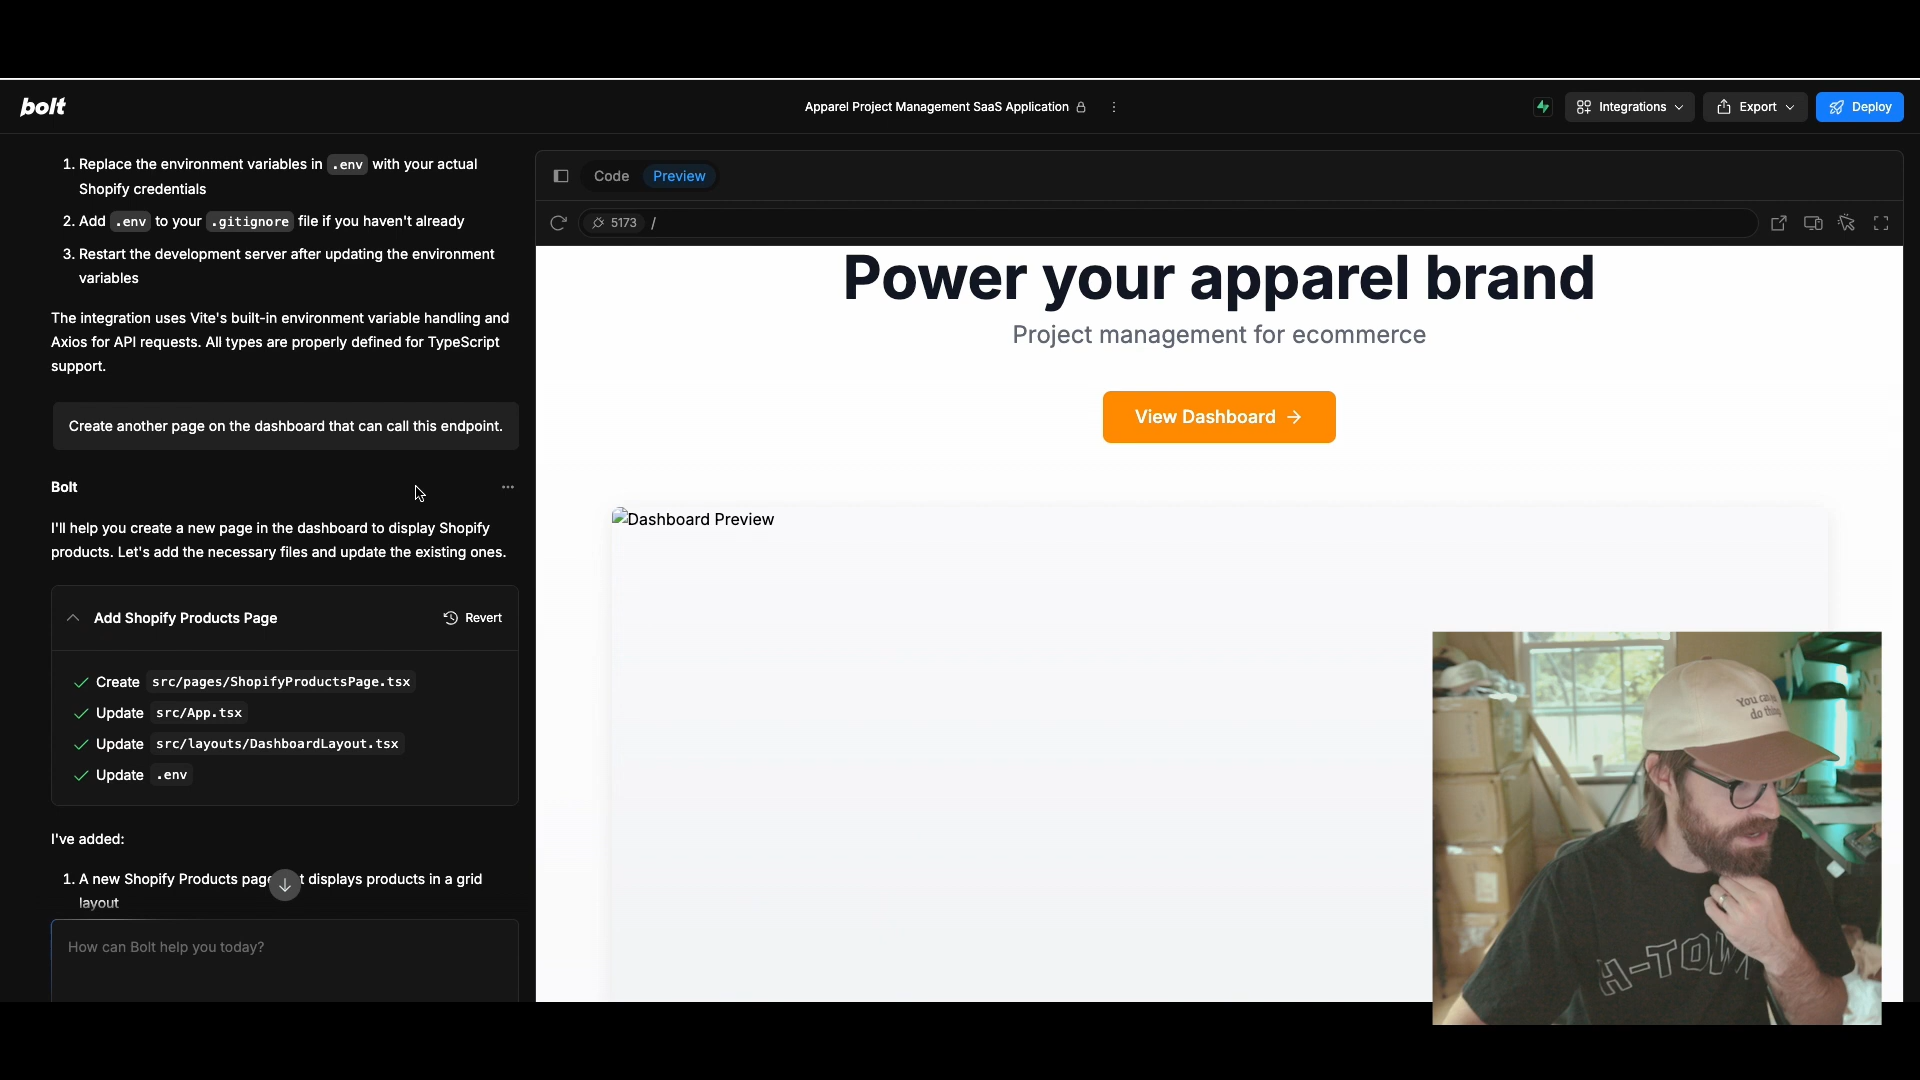 bolt
Apparel Project Management SaaS Application
Integrations
Export
Deploy
1. Replace the environment variables in .env with your actual
Shopify credentials
2. Add .env to your .gitignore file if you haven't already
3. Restart the development server after updating the environment
variables
The integration uses Vite's built-in environment variable handling and
Axios for API requests. All types are properly defined for TypeScript
support.
Create another page on the dashboard that can call this endpoint.
Bolt
I'll help you create a new page in the dashboard to display Shopify
products. Let's add the necessary files and update the existing ones.
Add Shopify Products Page
Revert
Create src/pages/ShopifyProductsPage.tsx
Update src/App.tsx
Update src/layouts/DashboardLayout.tsx
Update .env
I've added:
1. A new Shopify Products page t displays products in a grid
layout
How can Bolt help you today?
Code
Preview
5173 /
Power your apparel brand
Project management for ecommerce
View Dashboard →
Dashboard Preview
You can
do thing
H-TOW